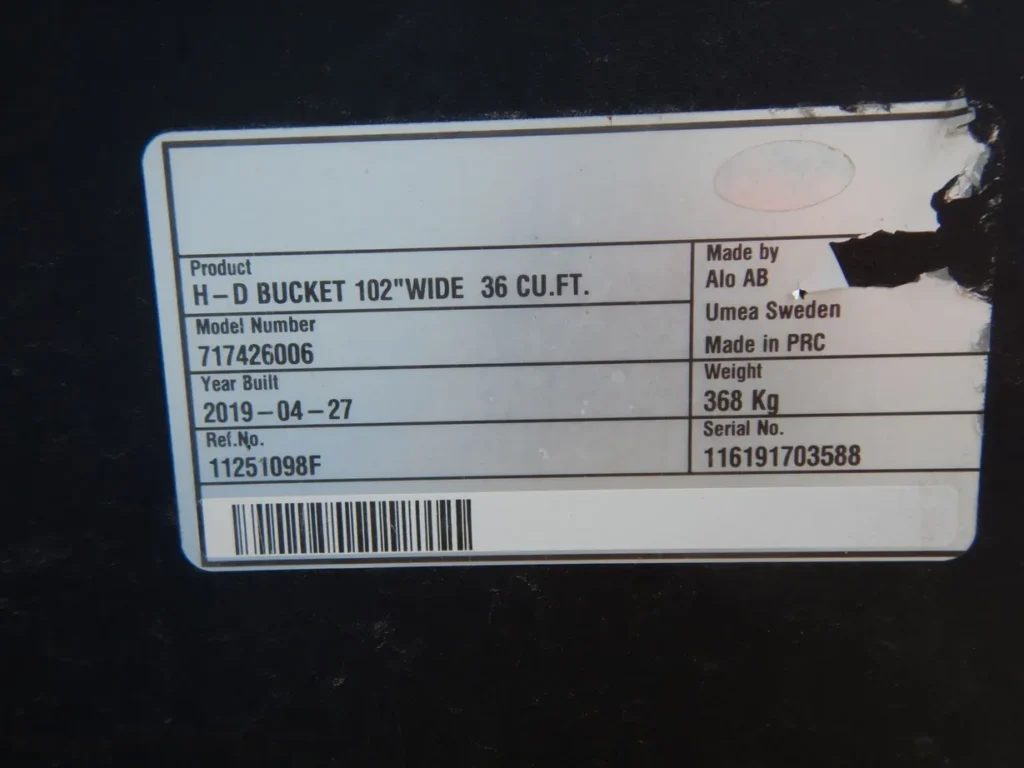 Product
H-D BUCKET 102"WIDE 36 CU.FT.
Model Number
717426006
Year Built
2019-04-27
Ref.No.
11251098F
Made by
Alo AB
Umea Sweden
Made in PRC
Weight
368 Kg
Serial No.
116191703588